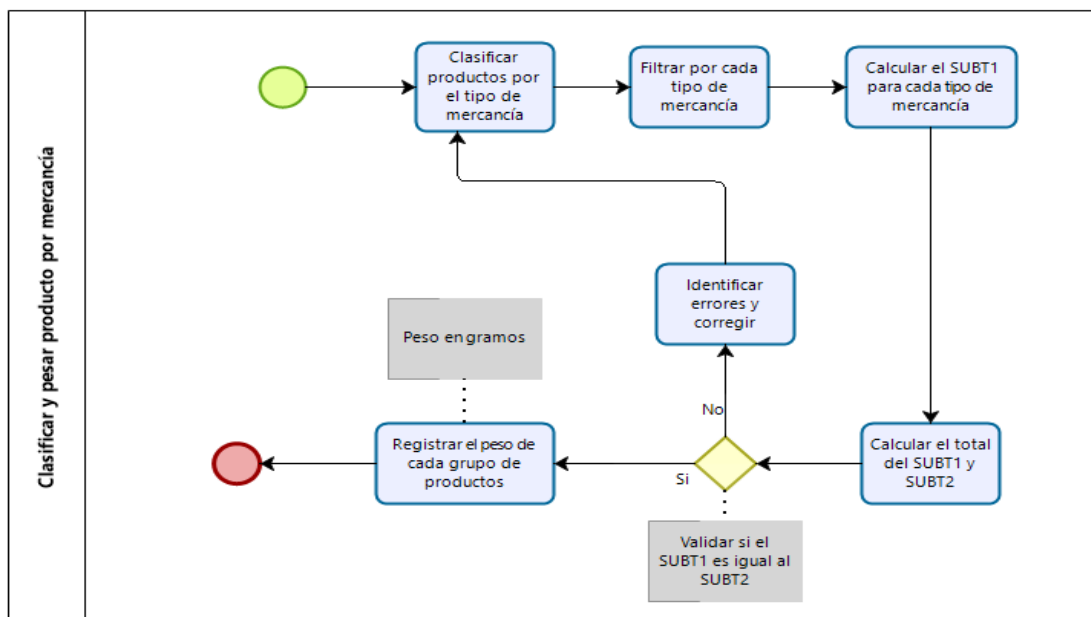 Clasificar y pesar producto por mercancía
Clasificar
productos por
el tipo de
mercancía
Filtrar por cada
tipo de
mercancía
Calcular el SUBT1
para cada tipo de
mercancía
Identificar
errores y
corregir
Peso en gramos
No
Registrar el peso de
cada grupo de
productos
Si
Calcular el total
del SUBT1 y
SUBT2
Validar si el
SUBT1 es igual al
SUBT2